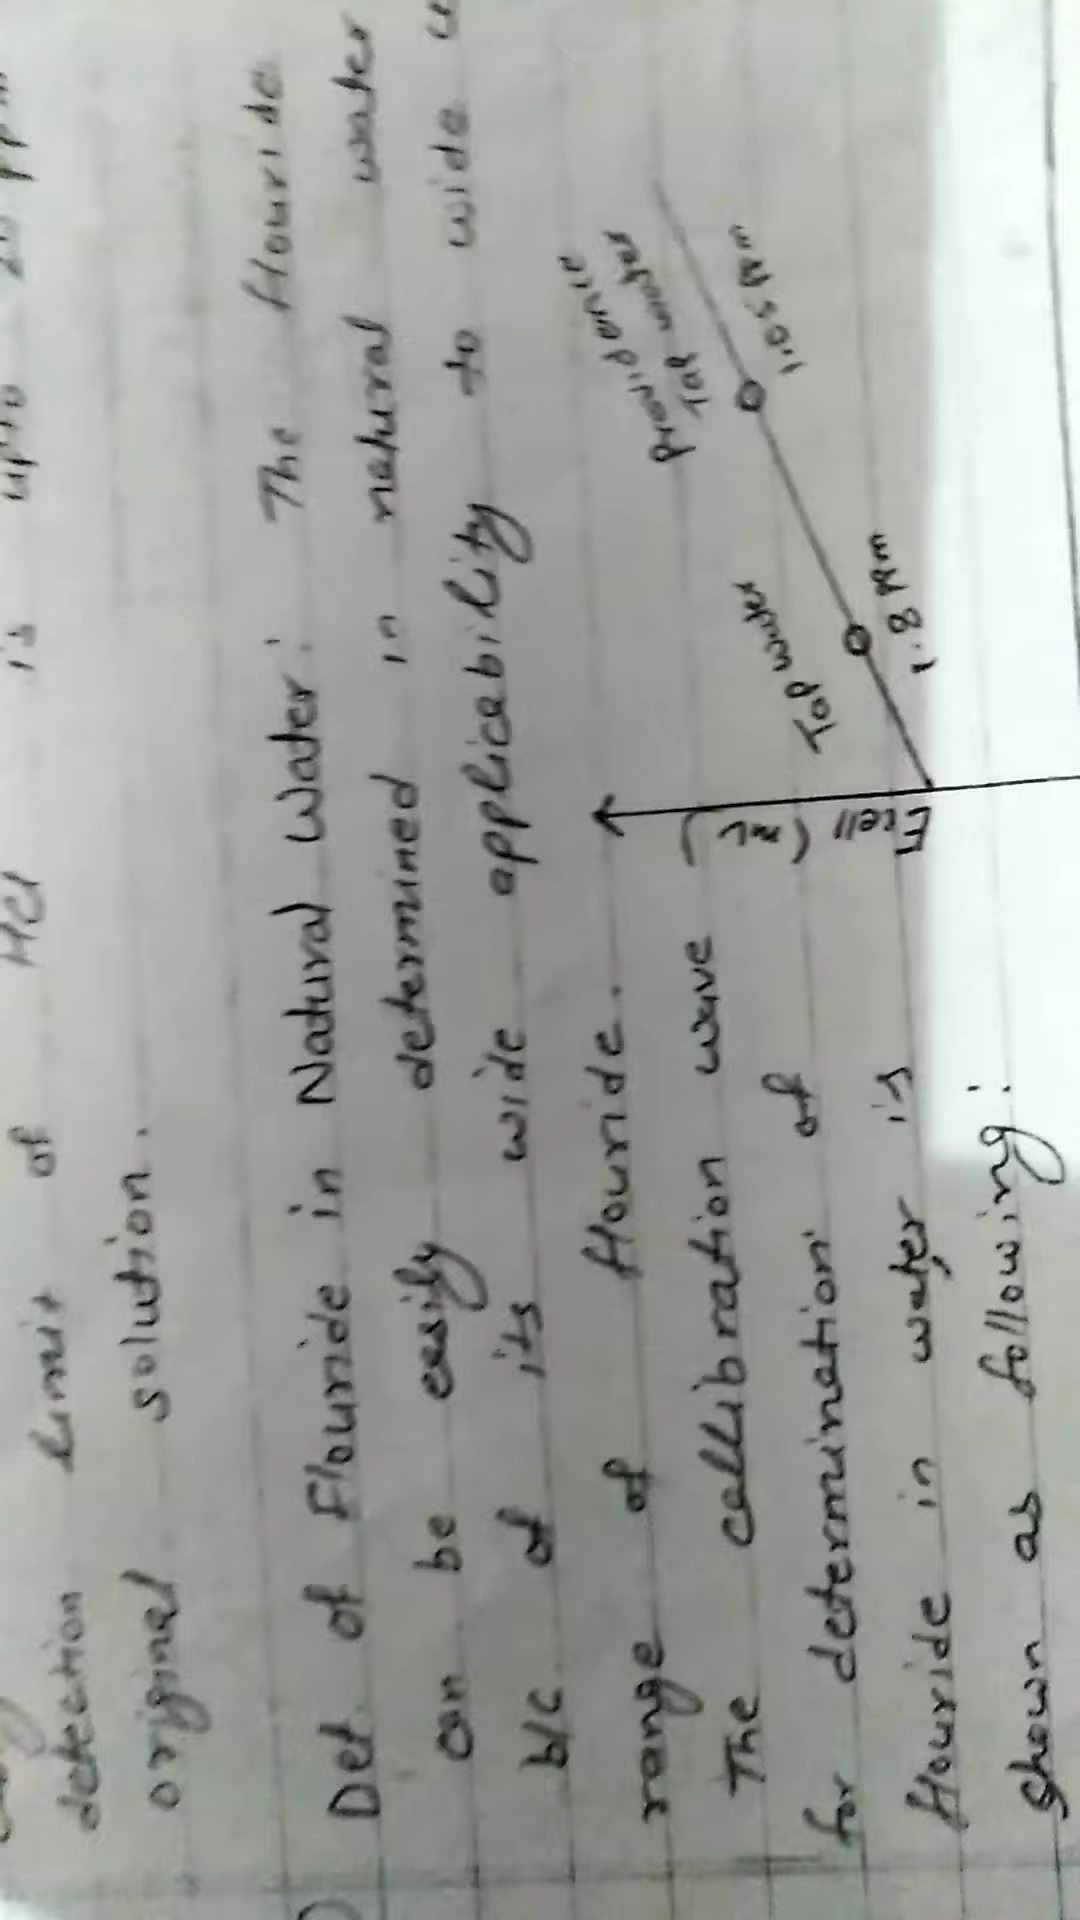 detection limit of HCl is upto 20 ppm
original solution.
Det. of Flouride in Natural Water: The flouride
can be easily determined in natural water
b/c of its wide applicability to wide
range of flouride.
The callibration wave
for determination of
flouride in water is
shown as following:
Ecell (mv)
Tap water
1.8 PPm
Providence
Tap water
1.05 PPm